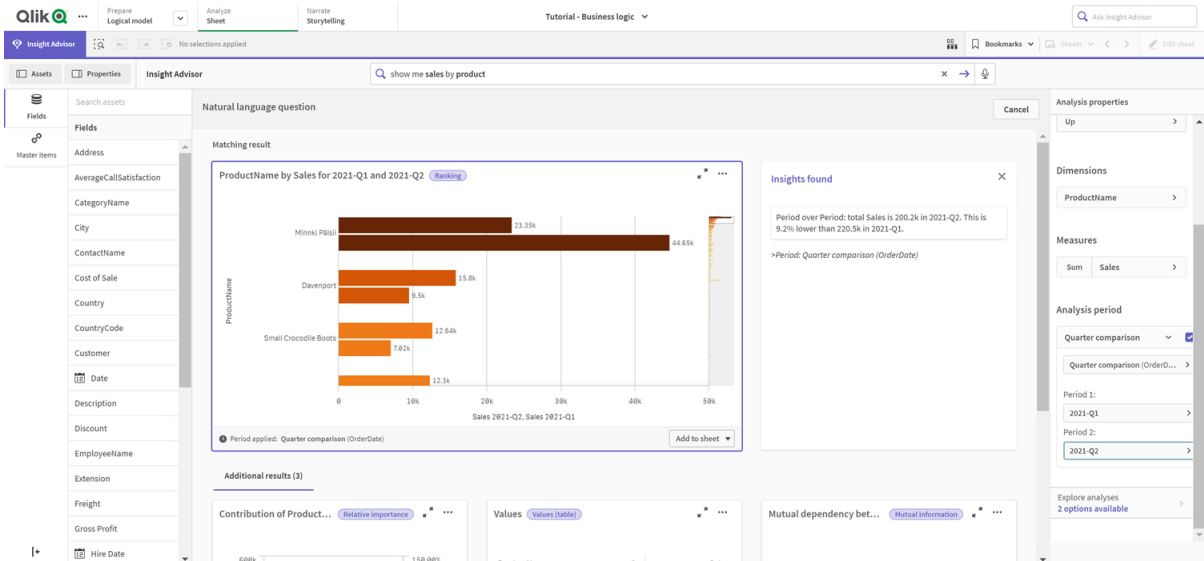 Qlik
Prepare
Logical model
Analyze
Sheet
Narrate
Storytelling
Tutorial - Business logic
Ask Insight Advisor
Insight Advisor
No selections applied
Bookmarks
Sheets
Edit sheet
Assets
Properties
Insight Advisor
show me sales by product
Fields
Master items
Search assets
Fields
Address
AverageCallSatisfaction
CategoryName
City
ContactName
Cost of Sale
Country
CountryCode
Customer
Date
Description
Discount
EmployeeName
Extension
Freight
Gross Profit
Hire Date
Natural language question
Cancel
Matching result
ProductName by Sales for 2021-Q1 and 2021-Q2
Ranking
ProductName
Minnki Pälsii
23.35k
44.65k
Davenport
15.8k
9.5k
Small Crocodile Boots
12.64k
7.02k
12.3k
0
10k
20k
30k
40k
50k
Sales 2021-Q2, Sales 2021-Q1
Period applied: Quarter comparison (OrderDate)
Add to sheet
Insights found
Period over Period: total Sales is 200.2k in 2021-Q2. This is
9.2% lower than 220.5k in 2021-Q1.
>Period: Quarter comparison (OrderDate)
Additional results (3)
Contribution of Product...
Relative importance
600k
150.00%
Values
Values (table)
Mutual dependency bet...
Mutual information
Analysis properties
Up
Dimensions
ProductName
Measures
Sum
Sales
Analysis period
Quarter comparison
Quarter comparison (OrderD...
Period 1:
2021-Q1
Period 2:
2021-Q2
Explore analyses
2 options available